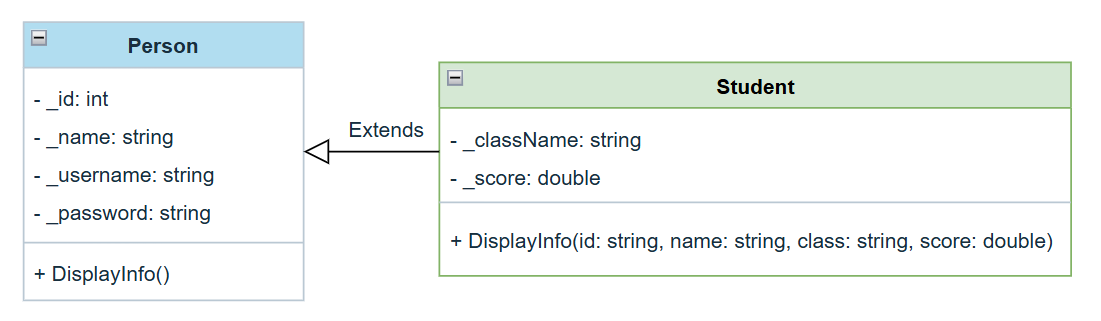 Person
- _id: int
- _name: string
- _username: string
- _password: string
+ DisplayInfo()
Extends
Student
- _className: string
- _score: double
+ DisplayInfo(id: string, name: string, class: string, score: double)